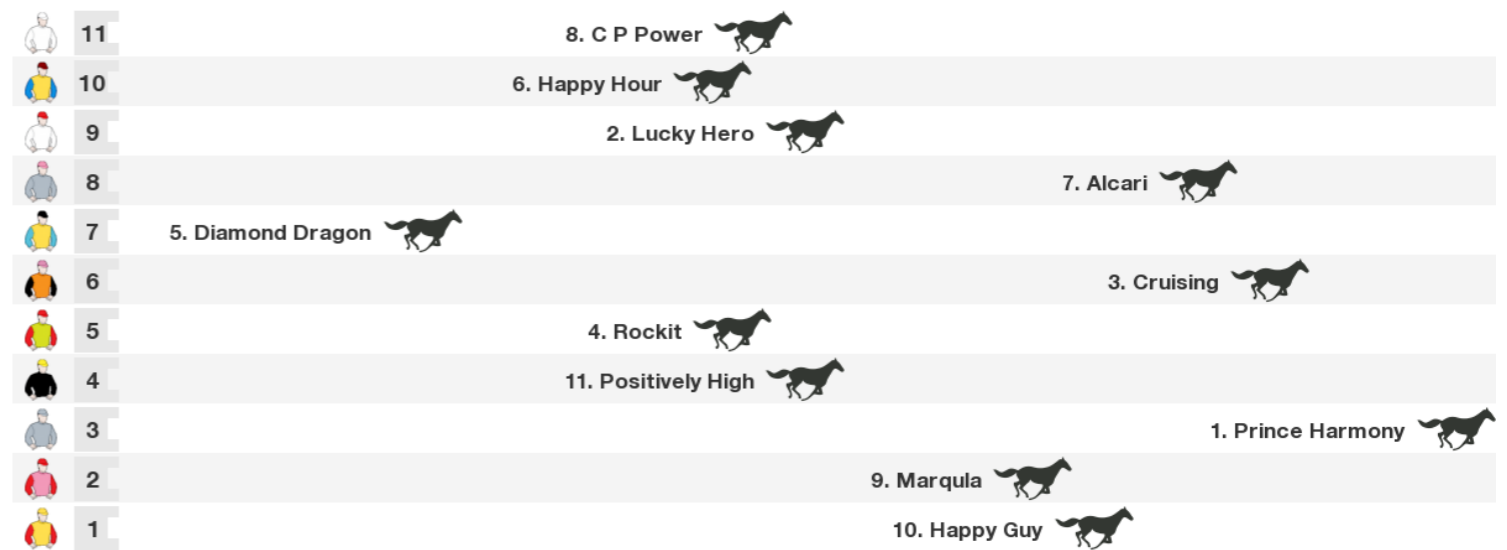 11 8. C P Power
10 6. Happy Hour
9 2. Lucky Hero
8 7. Alcari
7 5. Diamond Dragon
6 3. Cruising
5 4. Rockit
4 11. Positively High
3 1. Prince Harmony
2 9. Marqula
1 10. Happy Guy